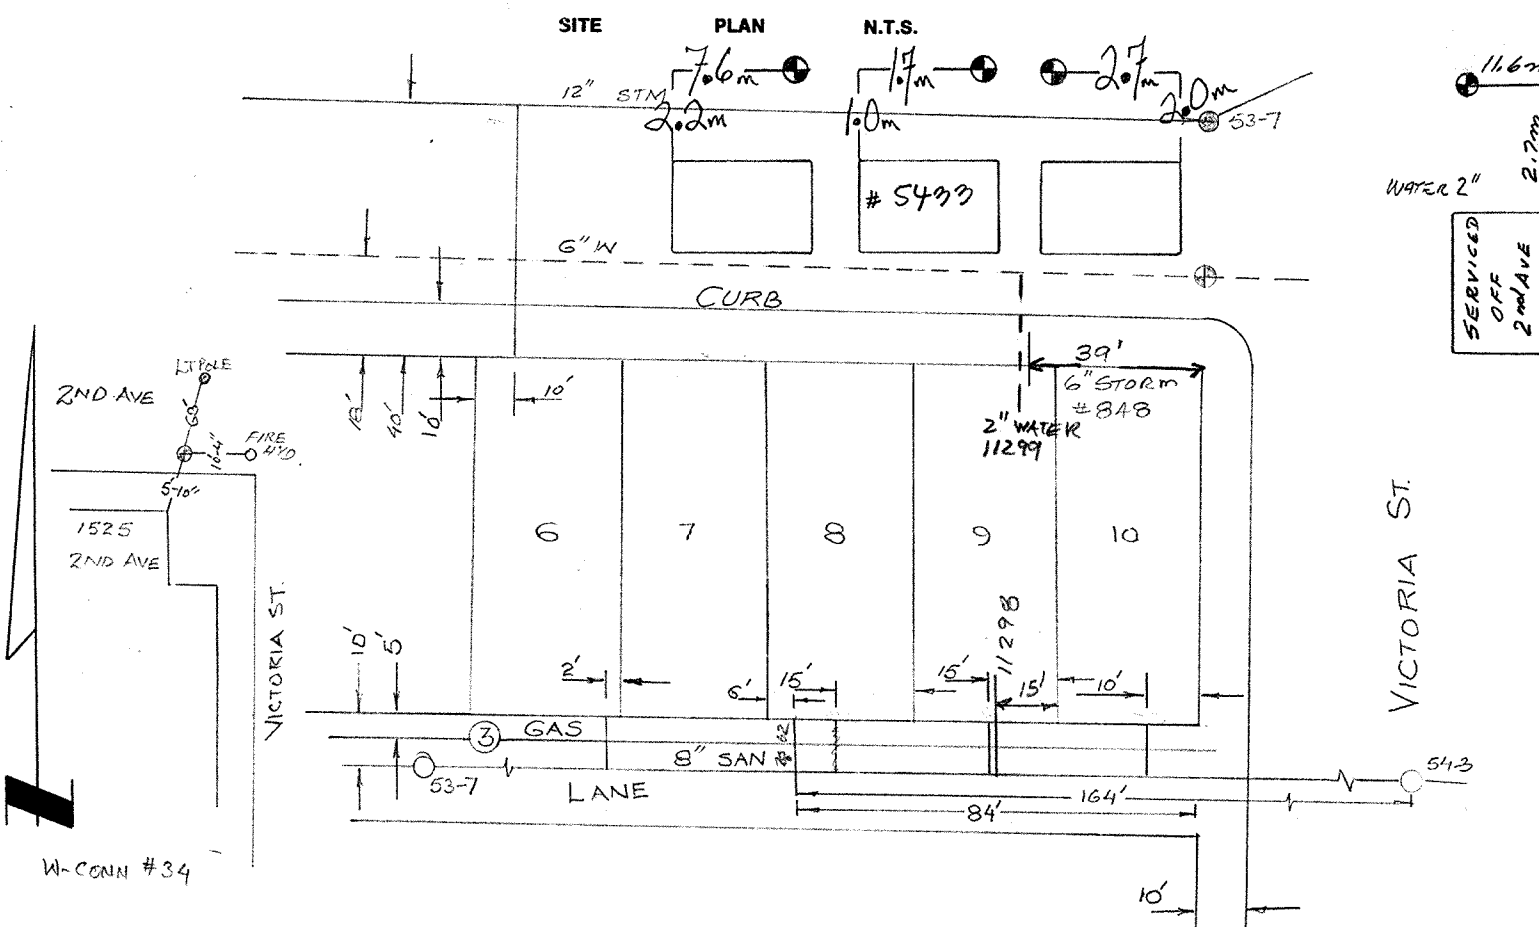 SITE PLAN N.T.S.
7.6m
1.7m
2.7m
11.6m
12" STM
2.2m
1.0m
2.0m
53-7
2.7m
WATER 2"
# 5433
SERVICED
OFF
2nd AVE
6" W
CURB
LT POLE
2ND AVE
68'
10'-4"
FIRE
HYD
5'-10"
1525
2ND AVE
18'
40'
10'
10'
39'
6" STORM
#848
2" WATER
11299
6
7
8
9
10
VICTORIA ST.
VICTORIA ST.
10'
5'
2'
6'
15'
15'
11298
15'
10'
3
GAS
8" SAN
62
53-7
LANE
54-3
164'
84'
W-CONN #34
10'